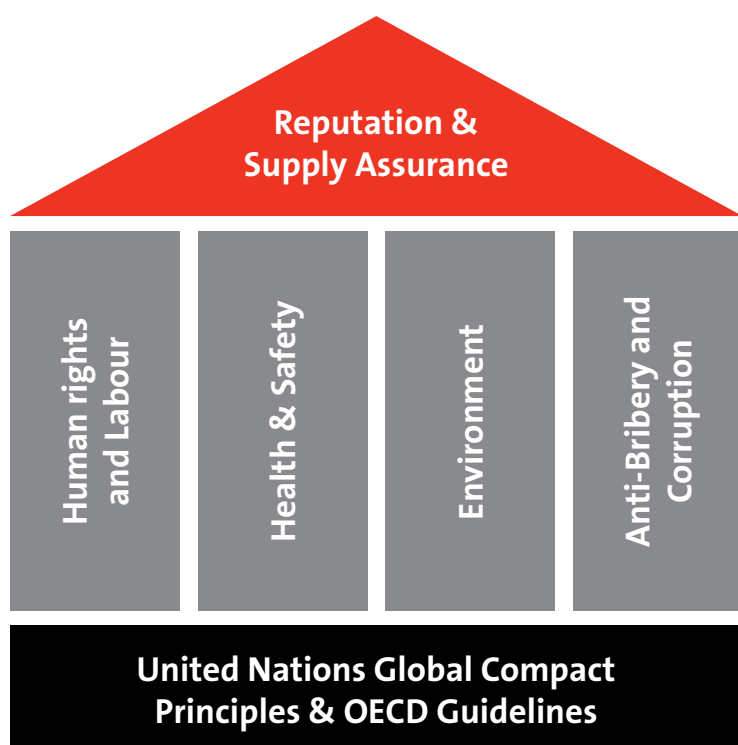 Reputation &
Supply Assurance
Human rights
and Labour
Health & Safety
Environment
Anti-Bribery and
Corruption
United Nations Global Compact
Principles & OECD Guidelines